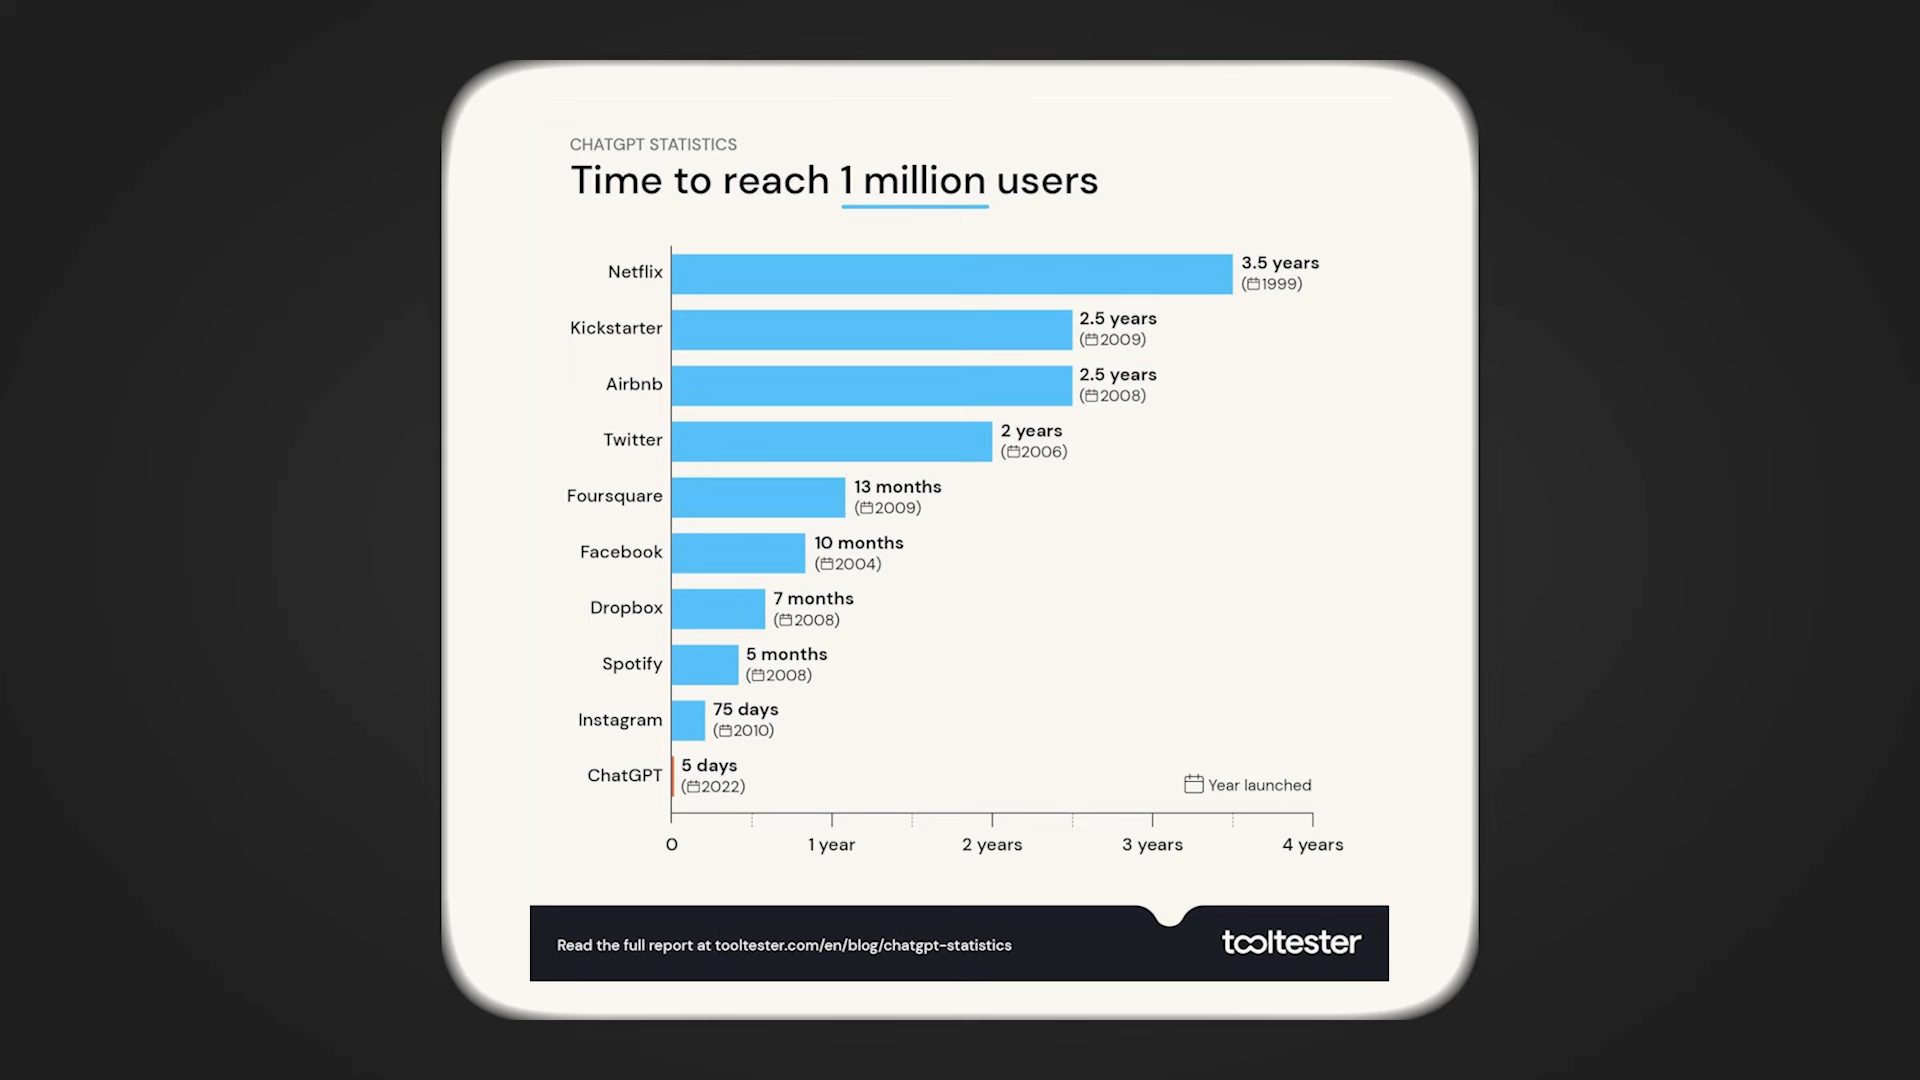 CHATGPT STATISTICS
Time to reach 1 million users
Netflix
3.5 years
(1999)
Kickstarter
2.5 years
(2009)
Airbnb
2.5 years
(2008)
Twitter
2 years
(2006)
Foursquare
13 months
(2009)
Facebook
10 months
(2004)
Dropbox
7 months
(2008)
Spotify
5 months
(2008)
Instagram
75 days
(2010)
ChatGPT
5 days
(2022)
Year launched
0
1 year
2 years
3 years
4 years
Read the full report at tooltester.com/en/blog/chatgpt-statistics
tooltester